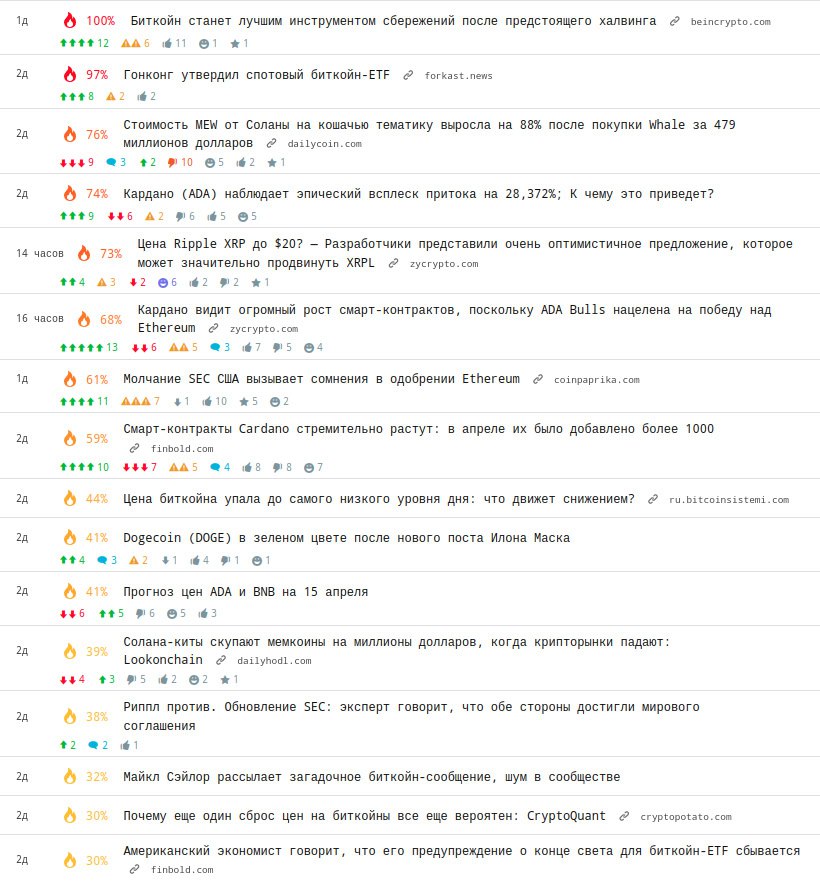 1д 100% Биткойн станет лучшим инструментом сбережений после предстоящего халвинга beincrypto.com
12 6 11 1 1
2д 97% Гонконг утвердил спотовый биткойн-ETF forkast.news
8 2 2
2д 76% Стоимость MEW от Соланы на кошачью тематику выросла на 88% после покупки Whale за 479
миллионов долларов dailycoin.com
9 3 2 10 5 2 1
2д 74% Кардано (ADA) наблюдает эпический всплеск притока на 28,372%; К чему это приведет?
9 6 2 6 5 5
14 часов 73% Цена Ripple XRP до $20? — Разработчики представили очень оптимистичное предложение, которое
может значительно продвинуть XRPL zycrypto.com
4 3 2 6 2 2 1
16 часов 68% Кардано видит огромный рост смарт-контрактов, поскольку ADA Bulls нацелена на победу над
Ethereum zycrypto.com
13 6 5 3 7 5 4
1д 61% Молчание SEC США вызывает сомнения в одобрении Ethereum coinpaprika.com
11 7 1 10 5 2
2д 59% Смарт-контракты Cardano стремительно растут: в апреле их было добавлено более 1000
finbold.com
10 7 5 4 8 8 7
2д 44% Цена биткойна упала до самого низкого уровня дня: что движет снижением? ru.bitcoinsistemi.com
2д 41% Dogecoin (DOGE) в зеленом цвете после нового поста Илона Маска
4 3 2 1 4 1 1
2д 41% Прогноз цен ADA и BNB на 15 апреля
6 5 6 5 3
2д 39% Солана-киты скупают мемкоины на миллионы долларов, когда крипторынки падают:
Lookonchain dailyhodl.com
4 3 5 2 2 1
2д 38% Риппл против. Обновление SEC: эксперт говорит, что обе стороны достигли мирового
соглашения
2 2 1
2д 32% Майкл Сэйлор рассылает загадочное биткойн-сообщение, шум в сообществе
2д 30% Почему еще один сброс цен на биткойны все еще вероятен: CryptoQuant cryptopotato.com
2д 30% Американский экономист говорит, что его предупреждение о конце света для биткойн-ETF сбывается
finbold.com